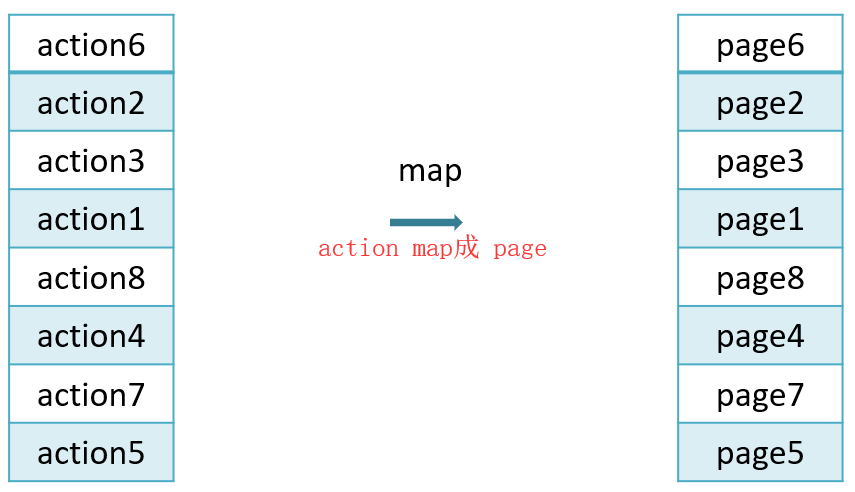 action6
action2
action3
action1
action8
action4
action7
action5
map
action map成 page
page6
page2
page3
page1
page8
page4
page7
page5